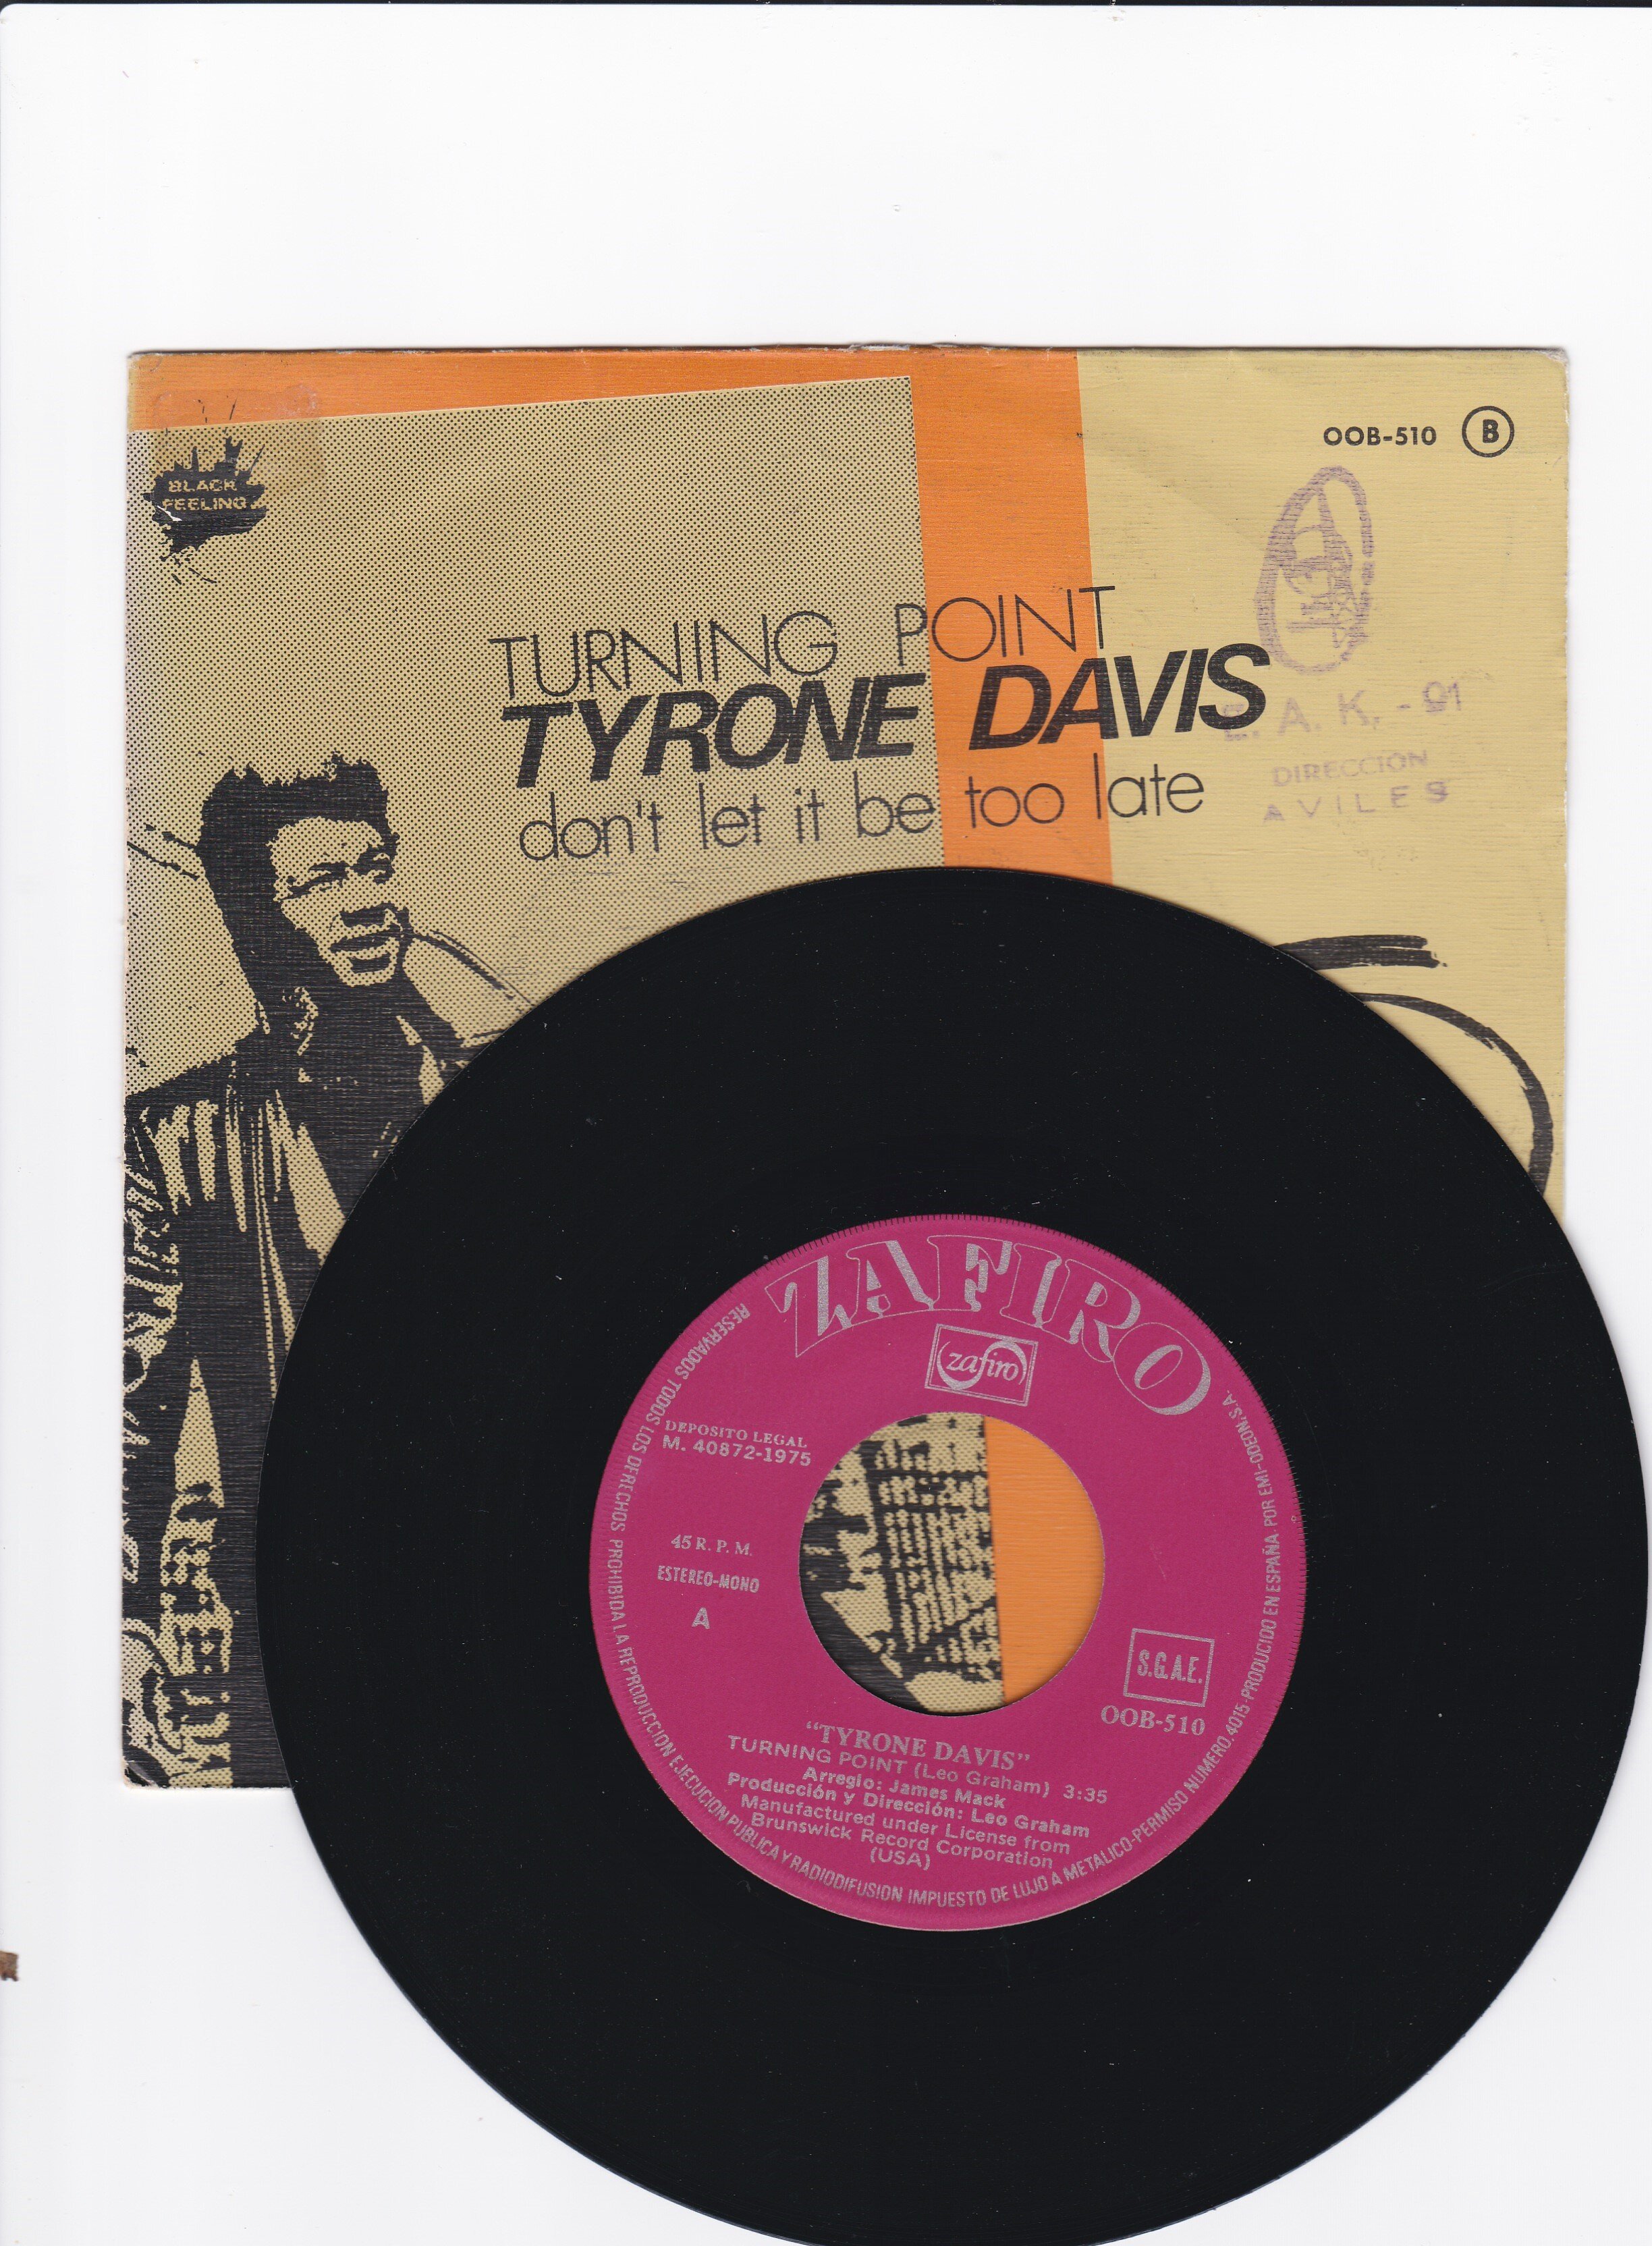 OOB-510 B
BLACK
FEELING
TURNING POINT
TYRONE DAVIS
don't let it be too late
A. K. - 91
DIRECCION
AVILES
ZAFIRO
zafiro
DEPOSITO LEGAL
M. 40872-1975
45 R. P. M.
ESTEREO-MONO
A
S.G.A.E.
OOB-510
"TYRONE DAVIS"
TURNING POINT (Leo Graham) 3:35
Arreglo: James Mack
Producción y Dirección: Leo Graham
Manufactured under License from
Brunswick Record Corporation
(USA)
RESERVADOS TODOS LOS DERECHOS PROHIBIDA LA REPRODUCCION EJECUCION PUBLICA Y RADIODIFUSION IMPUESTO DE LUJO A METALICO-PERMISO NUMERO.4015-PRODUCIDO EN ESPAÑA POR EMI-ODEON,S.A.